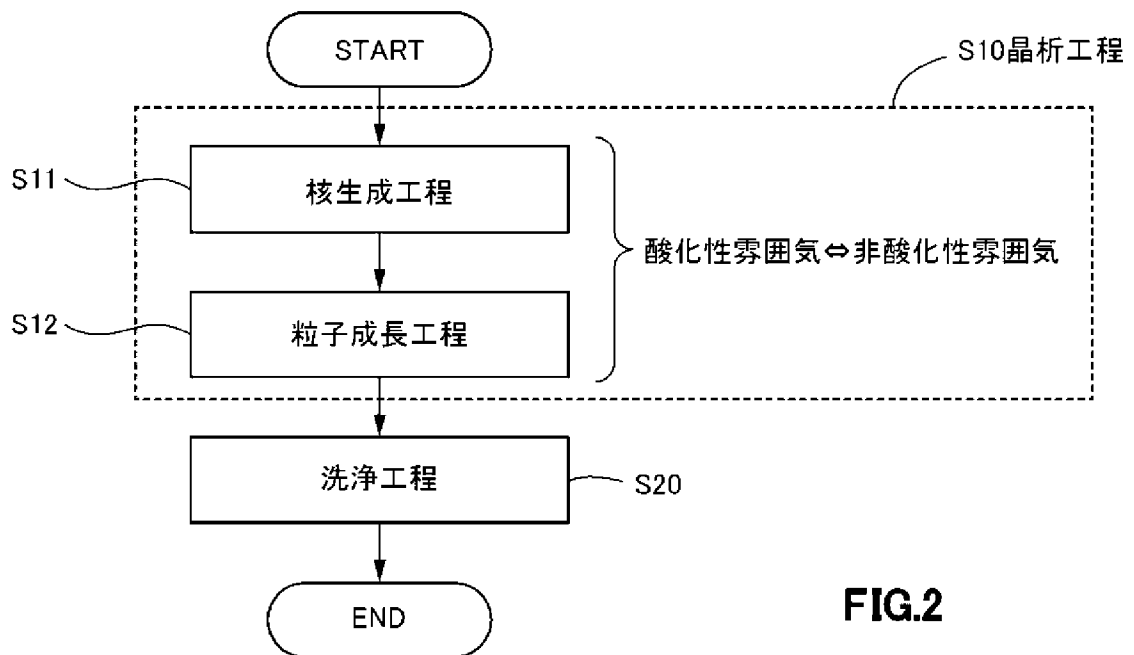 START
S10晶析工程
S11
核生成工程
酸化性雰囲気⇔非酸化性雰囲気
S12
粒子成長工程
洗浄工程
S20
END
FIG.2